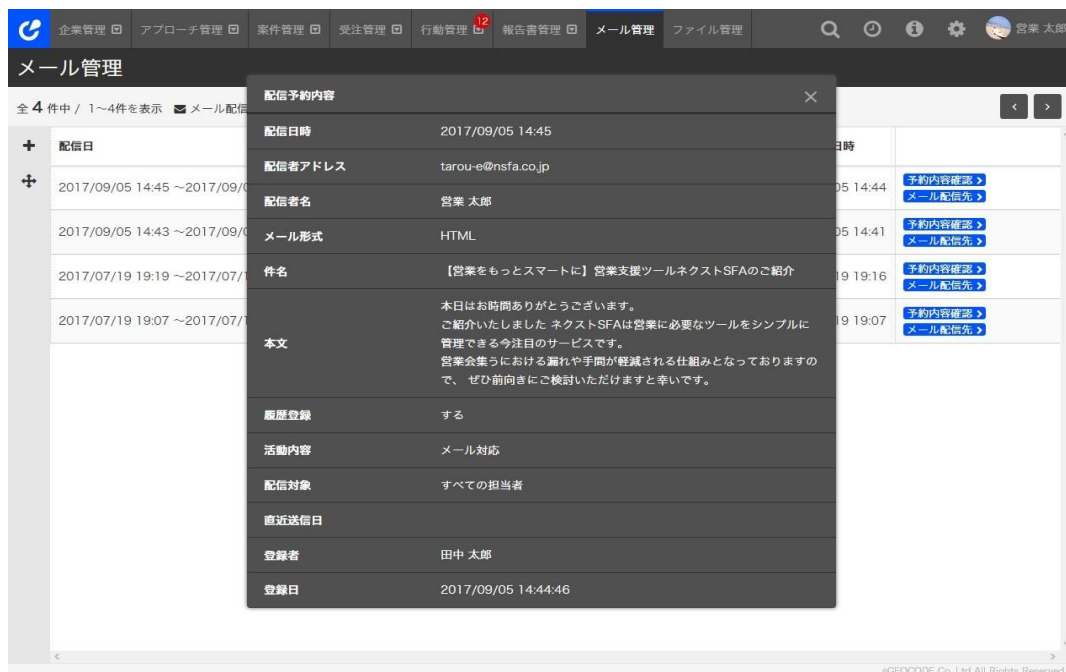 企業管理 アプローチ管理 案件管理 受注管理 行動管理 12 報告書管理 メール管理 ファイル管理 営業 太郎
メール管理
全 4 件中 / 1～4件を表示 メール配信
配信日
日時
2017/09/05 14:45 ～2017/09/0
05 14:44
予約内容確認
メール配信先
2017/09/05 14:43 ～2017/09/0
05 14:41
予約内容確認
メール配信先
2017/07/19 19:19 ～2017/07/1
19 19:16
予約内容確認
メール配信先
2017/07/19 19:07 ～2017/07/1
19 19:07
予約内容確認
メール配信先
配信予約内容
配信日時 2017/09/05 14:45
配信者アドレス tarou-e@nsfa.co.jp
配信者名 営業 太郎
メール形式 HTML
件名 【営業をもっとスマートに】営業支援ツールネクストSFAのご紹介
本文
本日はお時間ありがとうございます。
ご紹介いたしました ネクストSFAは営業に必要なツールをシンプルに
管理できる今注目のサービスです。
営業会集うにおける漏れや手間が軽減される仕組みとなっておりますの
で、 ぜひ前向きにご検討いただけますと幸いです。
履歴登録 する
活動内容 メール対応
配信対象 すべての担当者
直近送信日
登録者 田中 太郎
登録日 2017/09/05 14:44:46
eGEOCODE Co.,Ltd All Rights Reserved